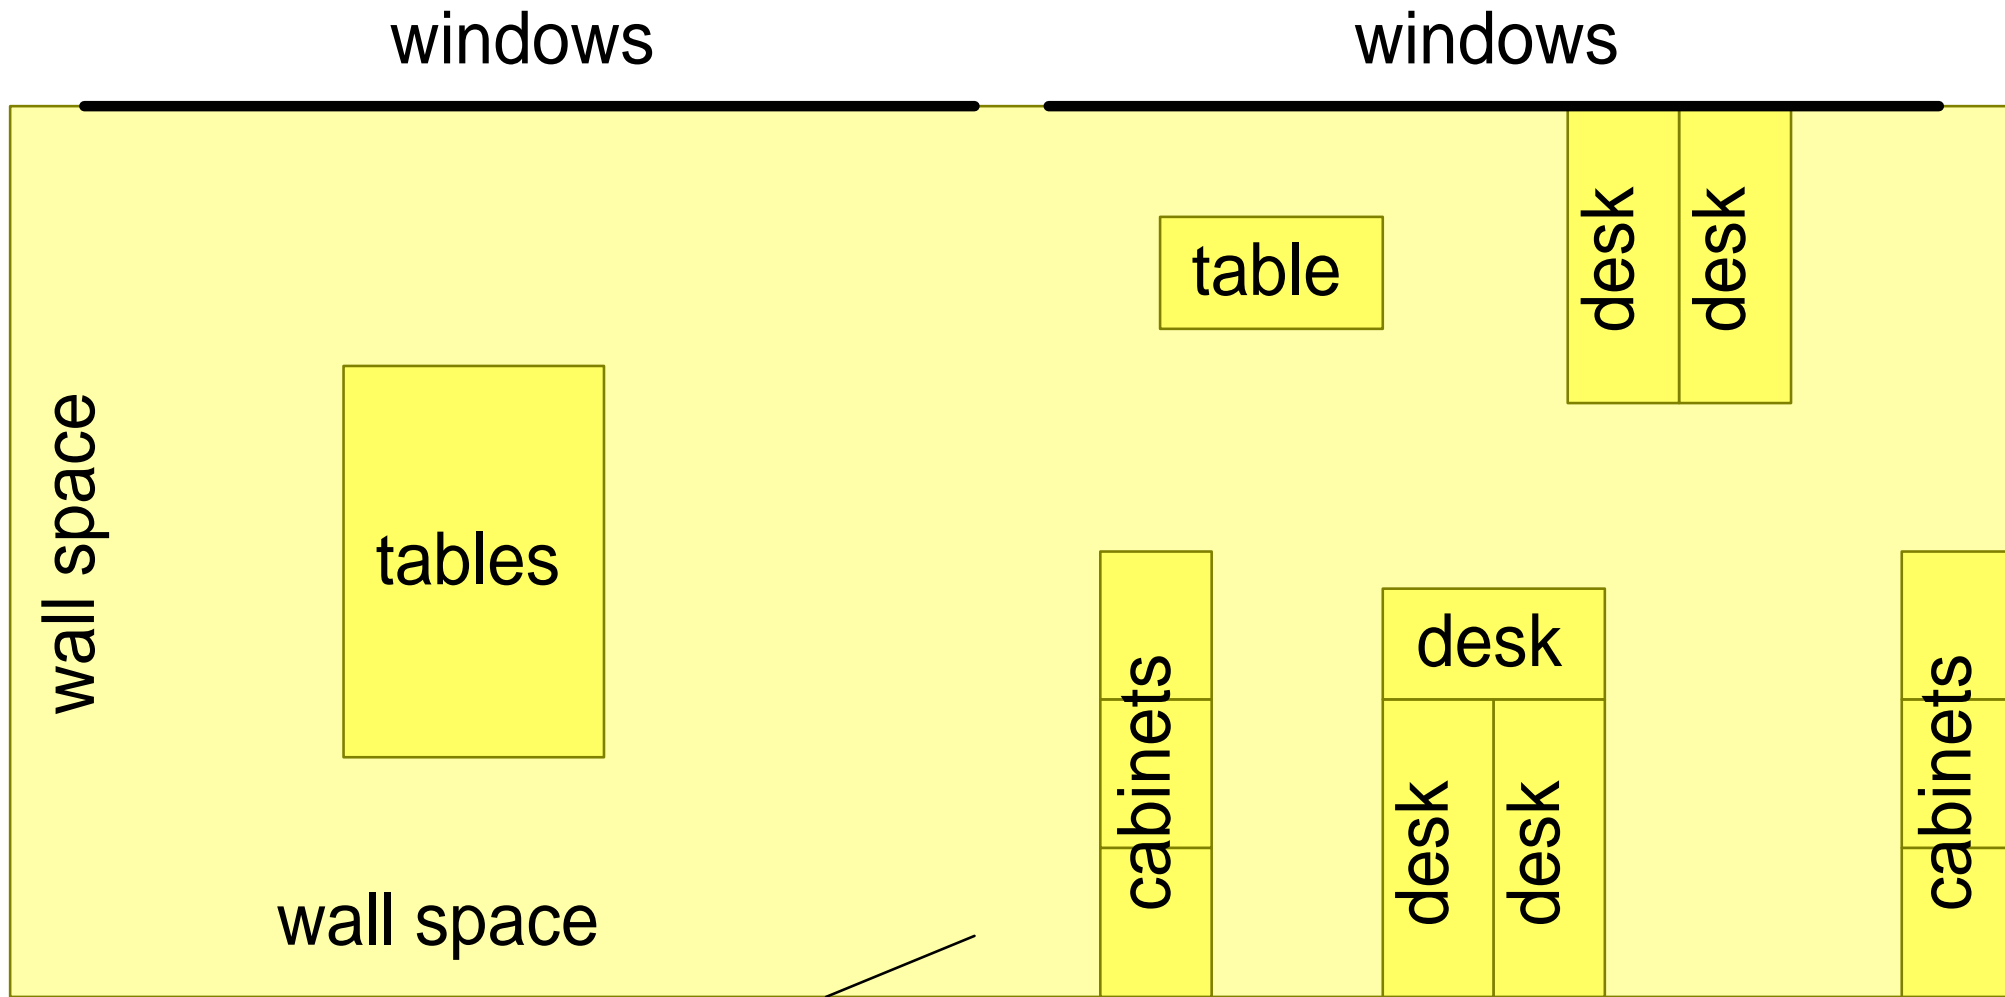 windows
windows
desk
desk
table
wall space
tables
desk
cabinets
cabinets
desk
desk
wall space